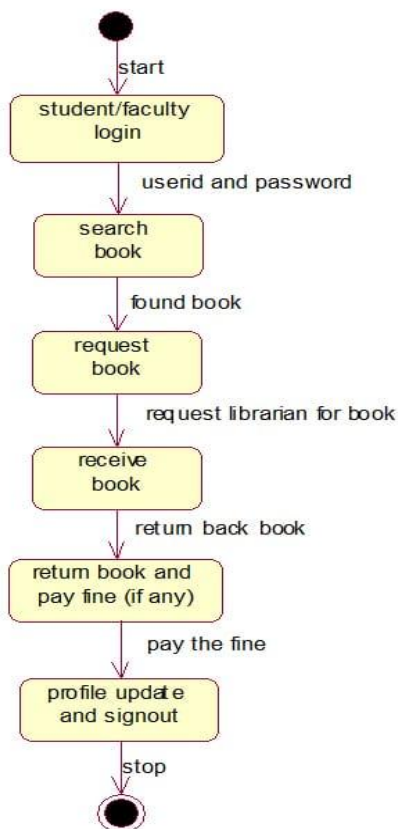 start
student/faculty
login
userid and password
search
book
found book
request
book
request librarian for book
receive
book
return back book
return book and
pay fine (if any)
pay the fine
profile update
and signout
stop